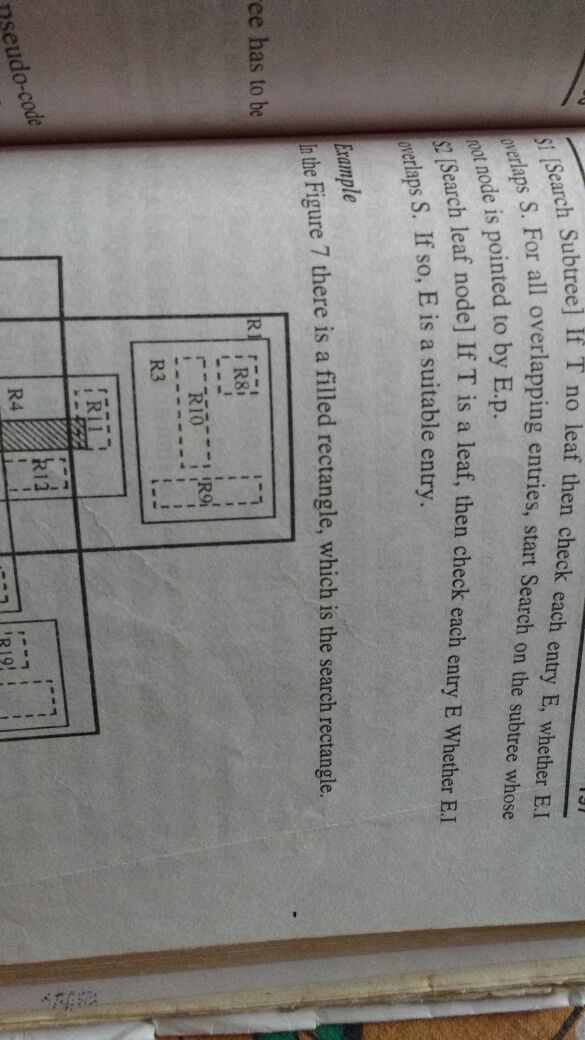 S1 [Search Subtree] if T no leaf then check each entry E, whether E.I
overlaps S. For all overlapping entries, start Search on the subtree whose
root node is pointed to by E.p.
S2 [Search leaf node] If T is a leaf, then check each entry E Whether E.I
overlaps S. If so, E is a suitable entry.
Example
In the Figure 7 there is a filled rectangle, which is the search rectangle.
R1
R8
R10
R9
R3
R11
R4
R12
R19
ee has to be
pseudo-code